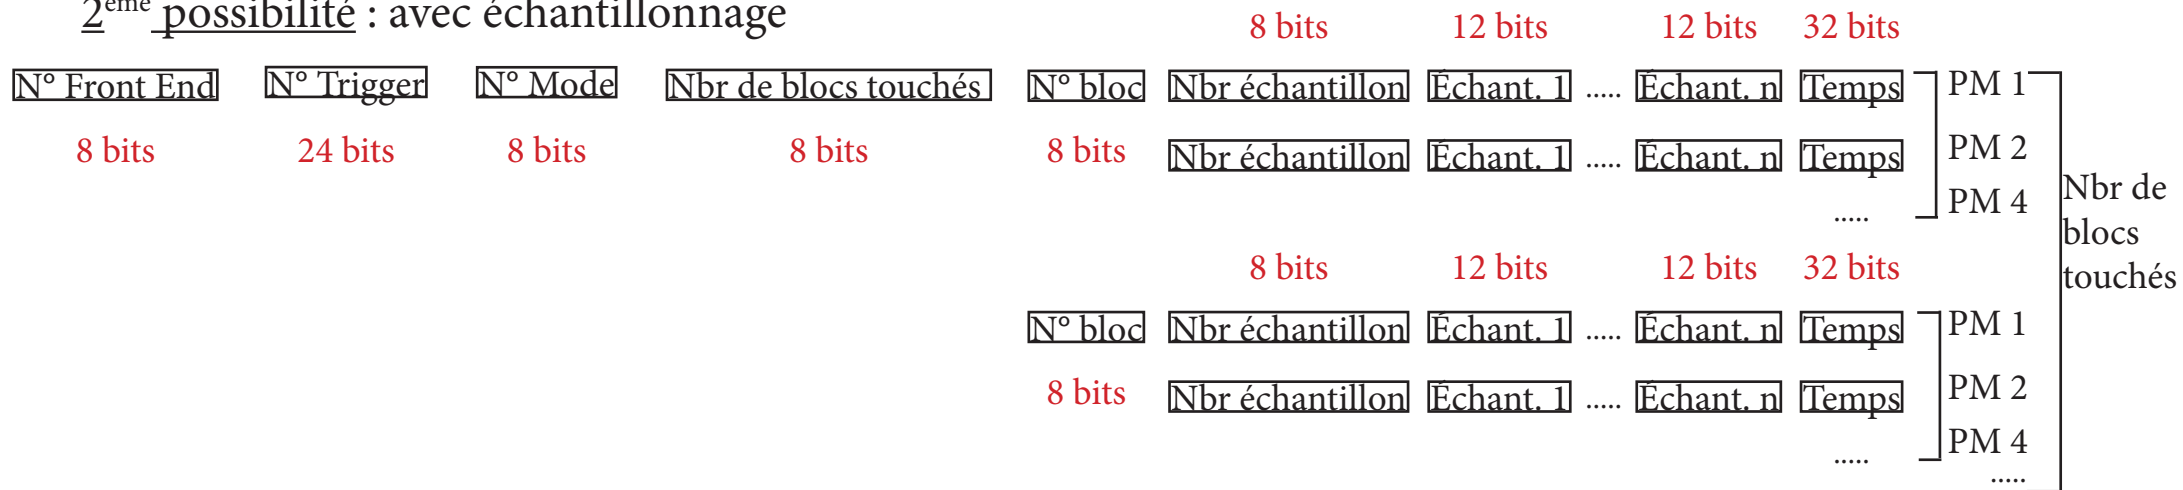 2ème possibilité : avec échantillonnage
8 bits 12 bits 12 bits 32 bits
N° Front End N° Trigger N° Mode Nbr de blocs touchés N° bloc Nbr échantillon Échant. 1 ..... Échant. n Temps PM 1
8 bits 24 bits 8 bits 8 bits 8 bits Nbr échantillon Échant. 1 ..... Échant. n Temps PM 2
..... PM 4
Nbr de
blocs
touchés
8 bits 12 bits 12 bits 32 bits
N° bloc Nbr échantillon Échant. 1 ..... Échant. n Temps PM 1
8 bits Nbr échantillon Échant. 1 ..... Échant. n Temps PM 2
..... PM 4
.....